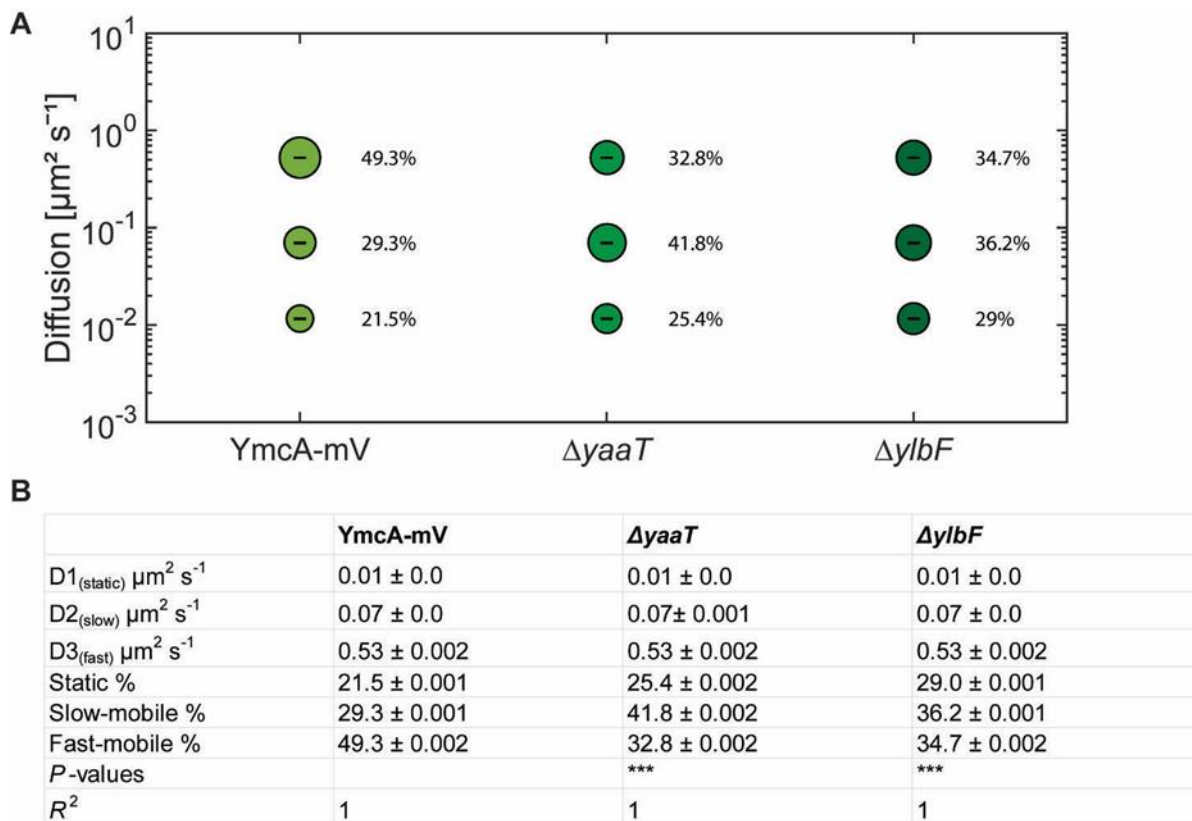 A
Diffusion [µm² s⁻¹]
10¹
10⁰
10⁻¹
10⁻²
10⁻³
49.3% 32.8% 34.7%
29.3% 41.8% 36.2%
21.5% 25.4% 29%
YmcA-mV ΔyaaT ΔylbF
B
YmcA-mV ΔyaaT ΔylbF
D1(static) µm² s⁻¹ 0.01 ± 0.0 0.01 ± 0.0 0.01 ± 0.0
D2(slow) µm² s⁻¹ 0.07 ± 0.0 0.07± 0.001 0.07 ± 0.0
D3(fast) µm² s⁻¹ 0.53 ± 0.002 0.53 ± 0.002 0.53 ± 0.002
Static % 21.5 ± 0.001 25.4 ± 0.002 29.0 ± 0.001
Slow-mobile % 29.3 ± 0.001 41.8 ± 0.002 36.2 ± 0.001
Fast-mobile % 49.3 ± 0.002 32.8 ± 0.002 34.7 ± 0.002
P-values *** ***
R² 1 1 1